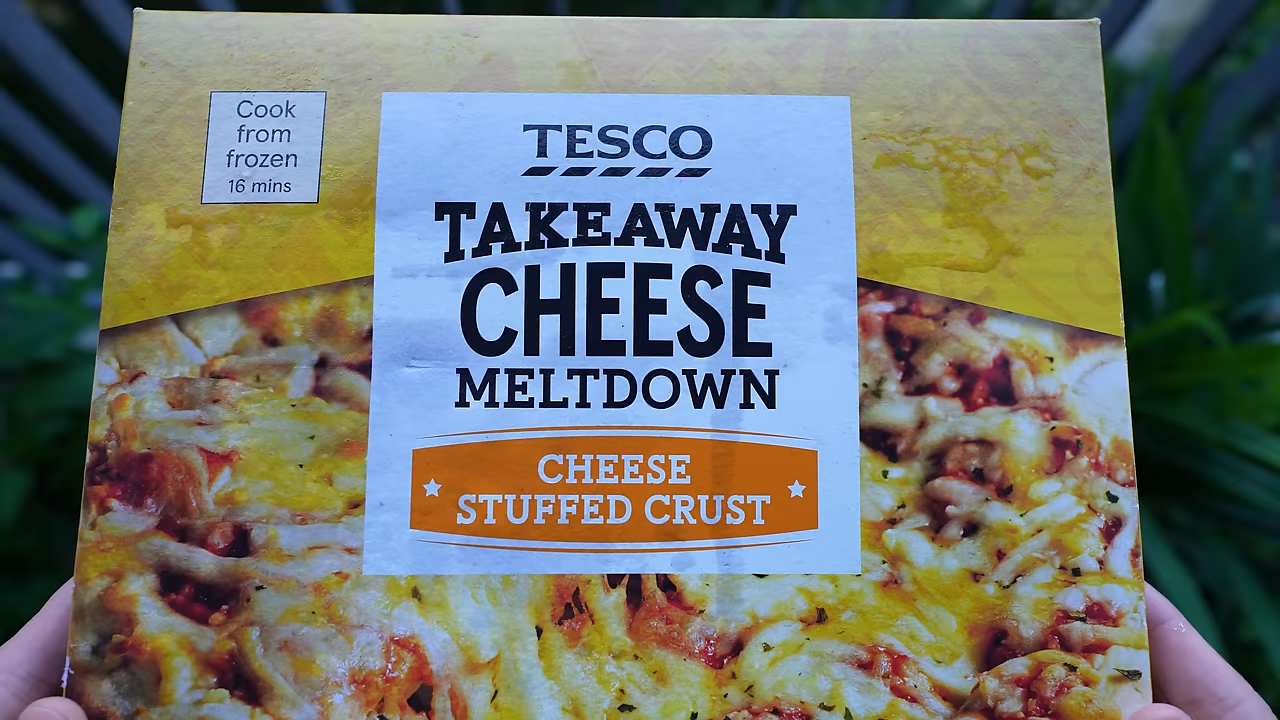 Cook
from
frozen
16 mins
TESCO
TAKEAWAY
CHEESE
MELTDOWN
CHEESE
STUFFED CRUST